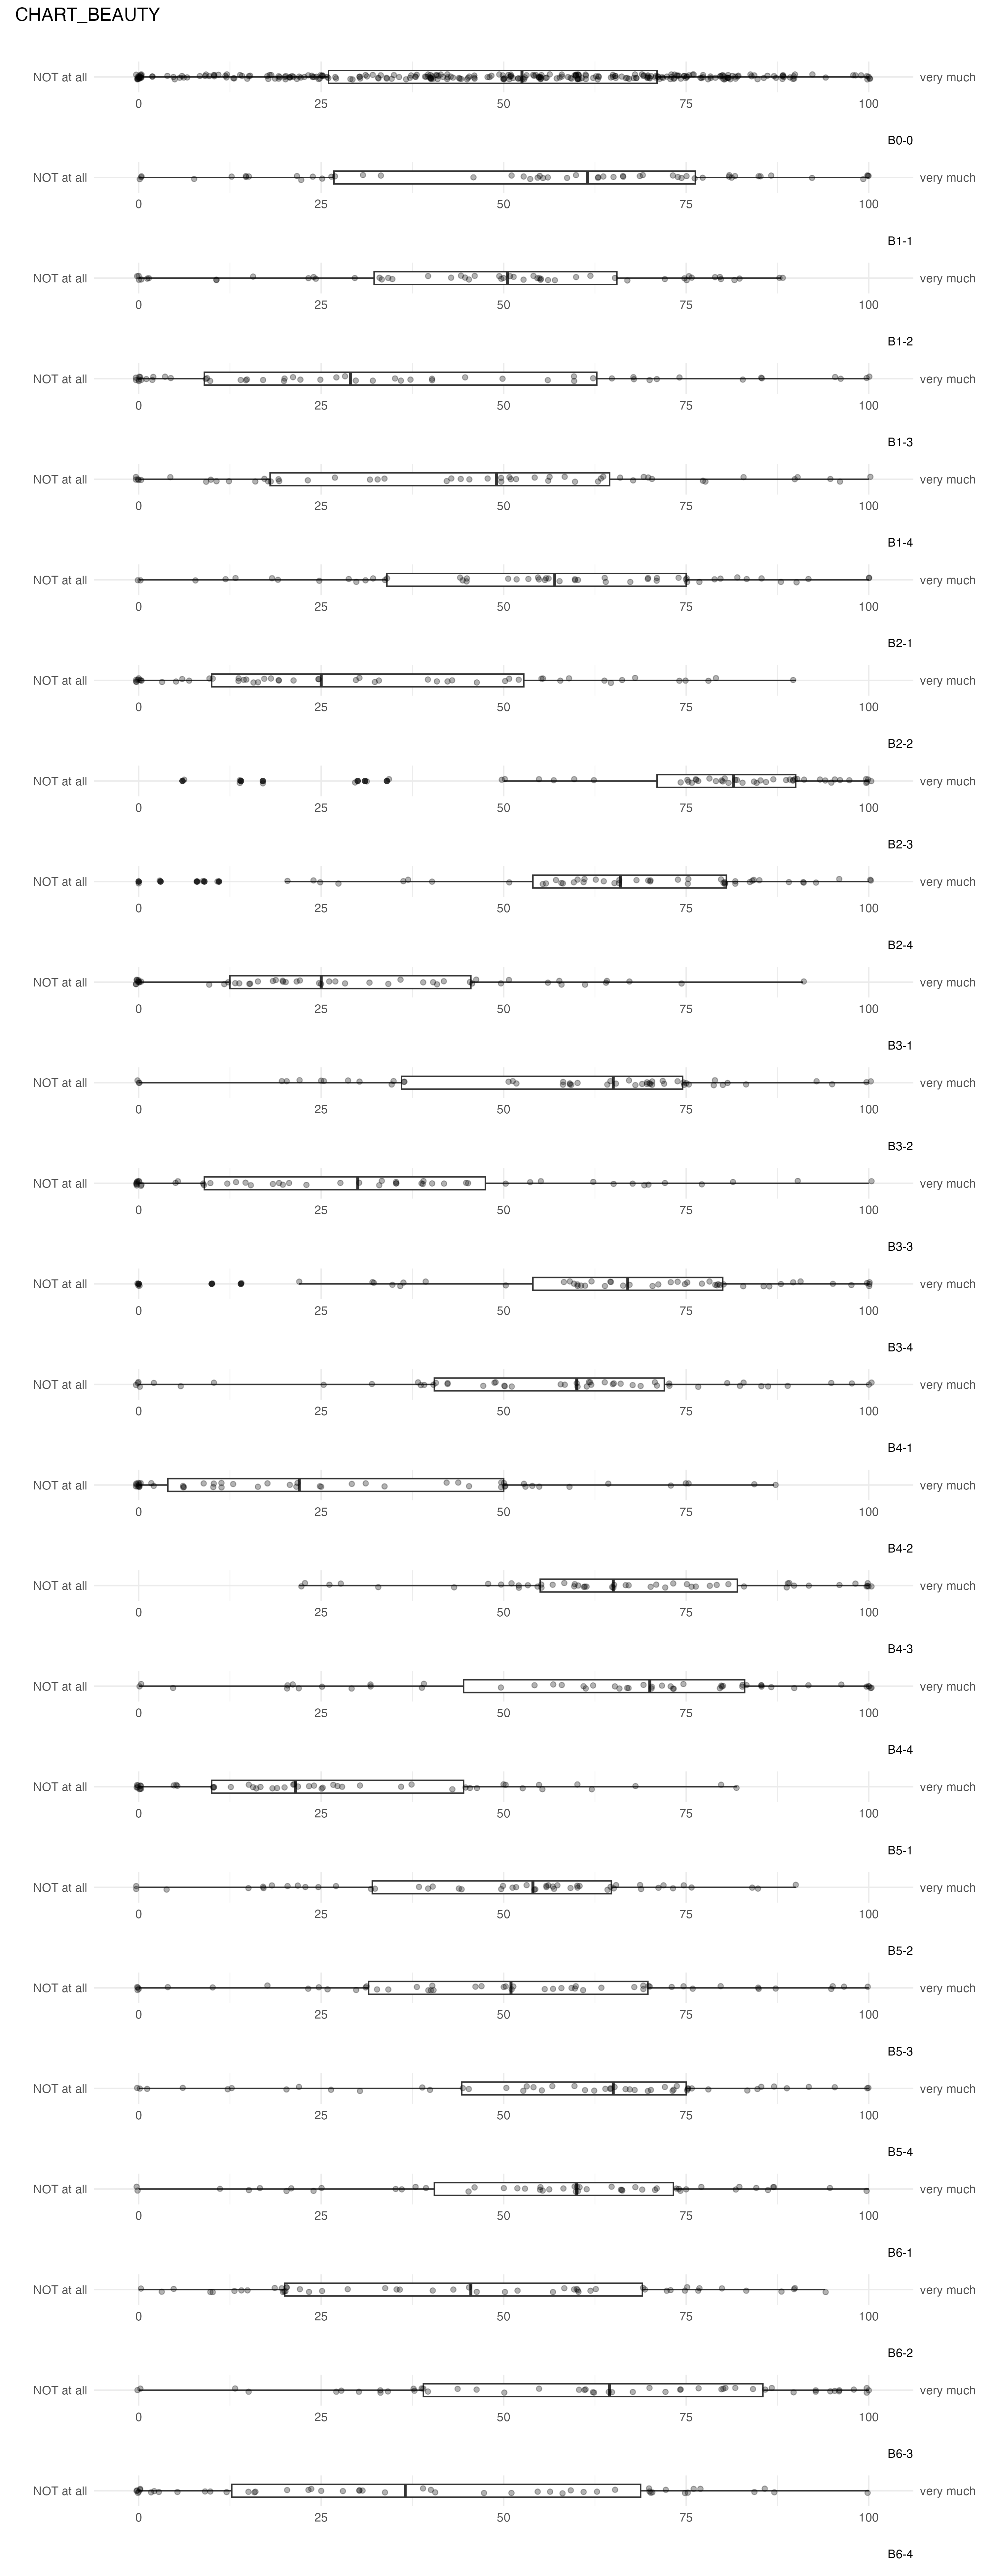 CHART_BEAUTY
NOT at all very much
0 25 50 75 100
B0-0
NOT at all very much
0 25 50 75 100
B1-1
NOT at all very much
0 25 50 75 100
B1-2
NOT at all very much
0 25 50 75 100
B1-3
NOT at all very much
0 25 50 75 100
B1-4
NOT at all very much
0 25 50 75 100
B2-1
NOT at all very much
0 25 50 75 100
B2-2
NOT at all very much
0 25 50 75 100
B2-3
NOT at all very much
0 25 50 75 100
B2-4
NOT at all very much
0 25 50 75 100
B3-1
NOT at all very much
0 25 50 75 100
B3-2
NOT at all very much
0 25 50 75 100
B3-3
NOT at all very much
0 25 50 75 100
B3-4
NOT at all very much
0 25 50 75 100
B4-1
NOT at all very much
0 25 50 75 100
B4-2
NOT at all very much
0 25 50 75 100
B4-3
NOT at all very much
0 25 50 75 100
B4-4
NOT at all very much
0 25 50 75 100
B5-1
NOT at all very much
0 25 50 75 100
B5-2
NOT at all very much
0 25 50 75 100
B5-3
NOT at all very much
0 25 50 75 100
B5-4
NOT at all very much
0 25 50 75 100
B6-1
NOT at all very much
0 25 50 75 100
B6-2
NOT at all very much
0 25 50 75 100
B6-3
NOT at all very much
0 25 50 75 100
B6-4